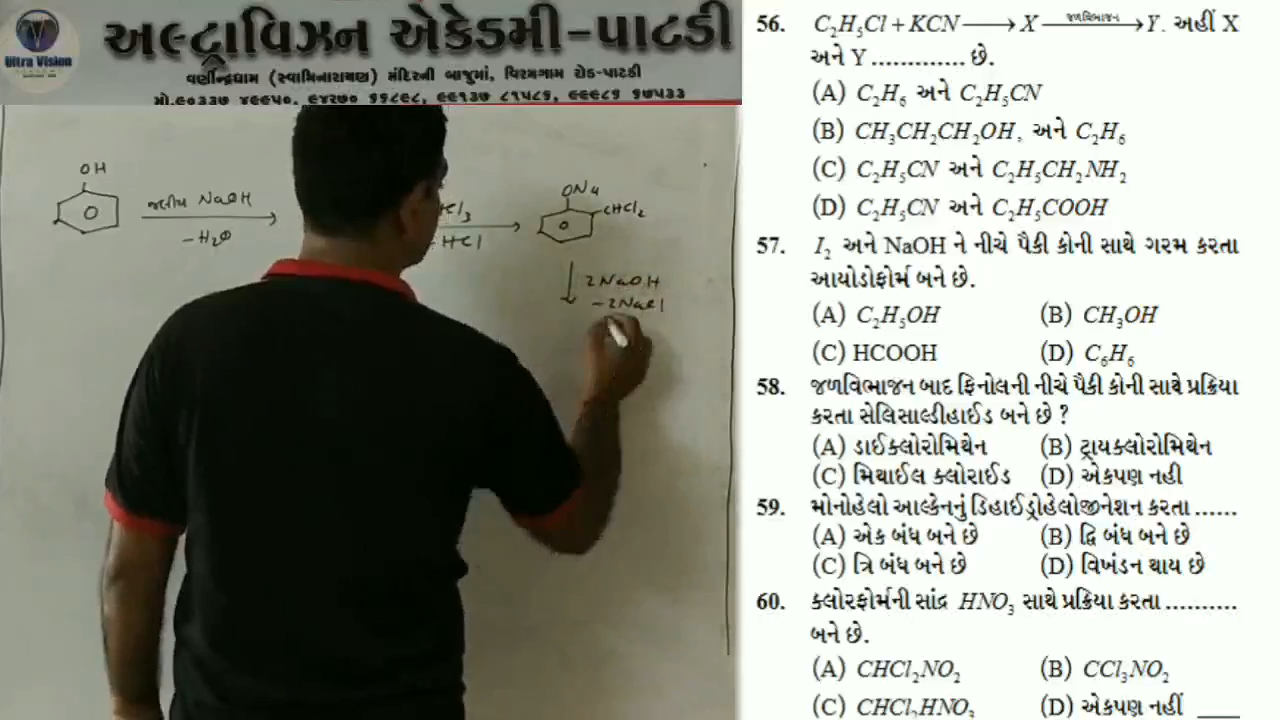 Ultra Vision
અલ્ટ્રાવિઝન એકેડમી-પાટડી
વર્ણીન્દ્રધામ (સ્વામિનારાયણ) મંદિરની બાજુમાં, વિરમગામ રોડ-પાટડી
OH
જલીય NaOH
-H₂O
Cl₃
HCl
ONa
CHCl₂
2NaOH
-2NaCl
56. C₂H₅Cl + KCN ⟶ X ⟶ જળવિભાજન Y. અહીં X
અને Y ............. છે.
(A) C₂H₆ અને C₂H₅CN
(B) CH₃CH₂CH₂OH, અને C₂H₆
(C) C₂H₅CN અને C₂H₅CH₂NH₂
(D) C₂H₅CN અને C₂H₅COOH
57. I₂ અને NaOH ને નીચે પૈકી કોની સાથે ગરમ કરતા
આયોડોફોર્મ બને છે.
(A) C₂H₅OH (B) CH₃OH
(C) HCOOH (D) C₆H₆
58. જળવિભાજન બાદ ફિનોલની નીચે પૈકી કોની સાથે પ્રક્રિયા
કરતા સેલિસાલ્ડીહાઈડ બને છે ?
(A) ડાઈક્લોરોમિથેન (B) ટ્રાયક્લોરોમિથેન
(C) મિથાઈલ ક્લોરાઈડ (D) એકપણ નહી
59. મોનોહેલો આલ્કેનનું ડિહાઈડ્રોહેલોજીનેશન કરતા ......
(A) એક બંધ બને છે (B) દ્વિ બંધ બને છે
(C) ત્રિ બંધ બને છે (D) વિખંડન થાય છે
60. ક્લોરફોર્મની સાંદ્ર HNO₃ સાથે પ્રક્રિયા કરતા ..........
બને છે.
(A) CHCl₂NO₂ (B) CCl₃NO₂
(C) CHCl₂HNO₃ (D) એકપણ નહીં